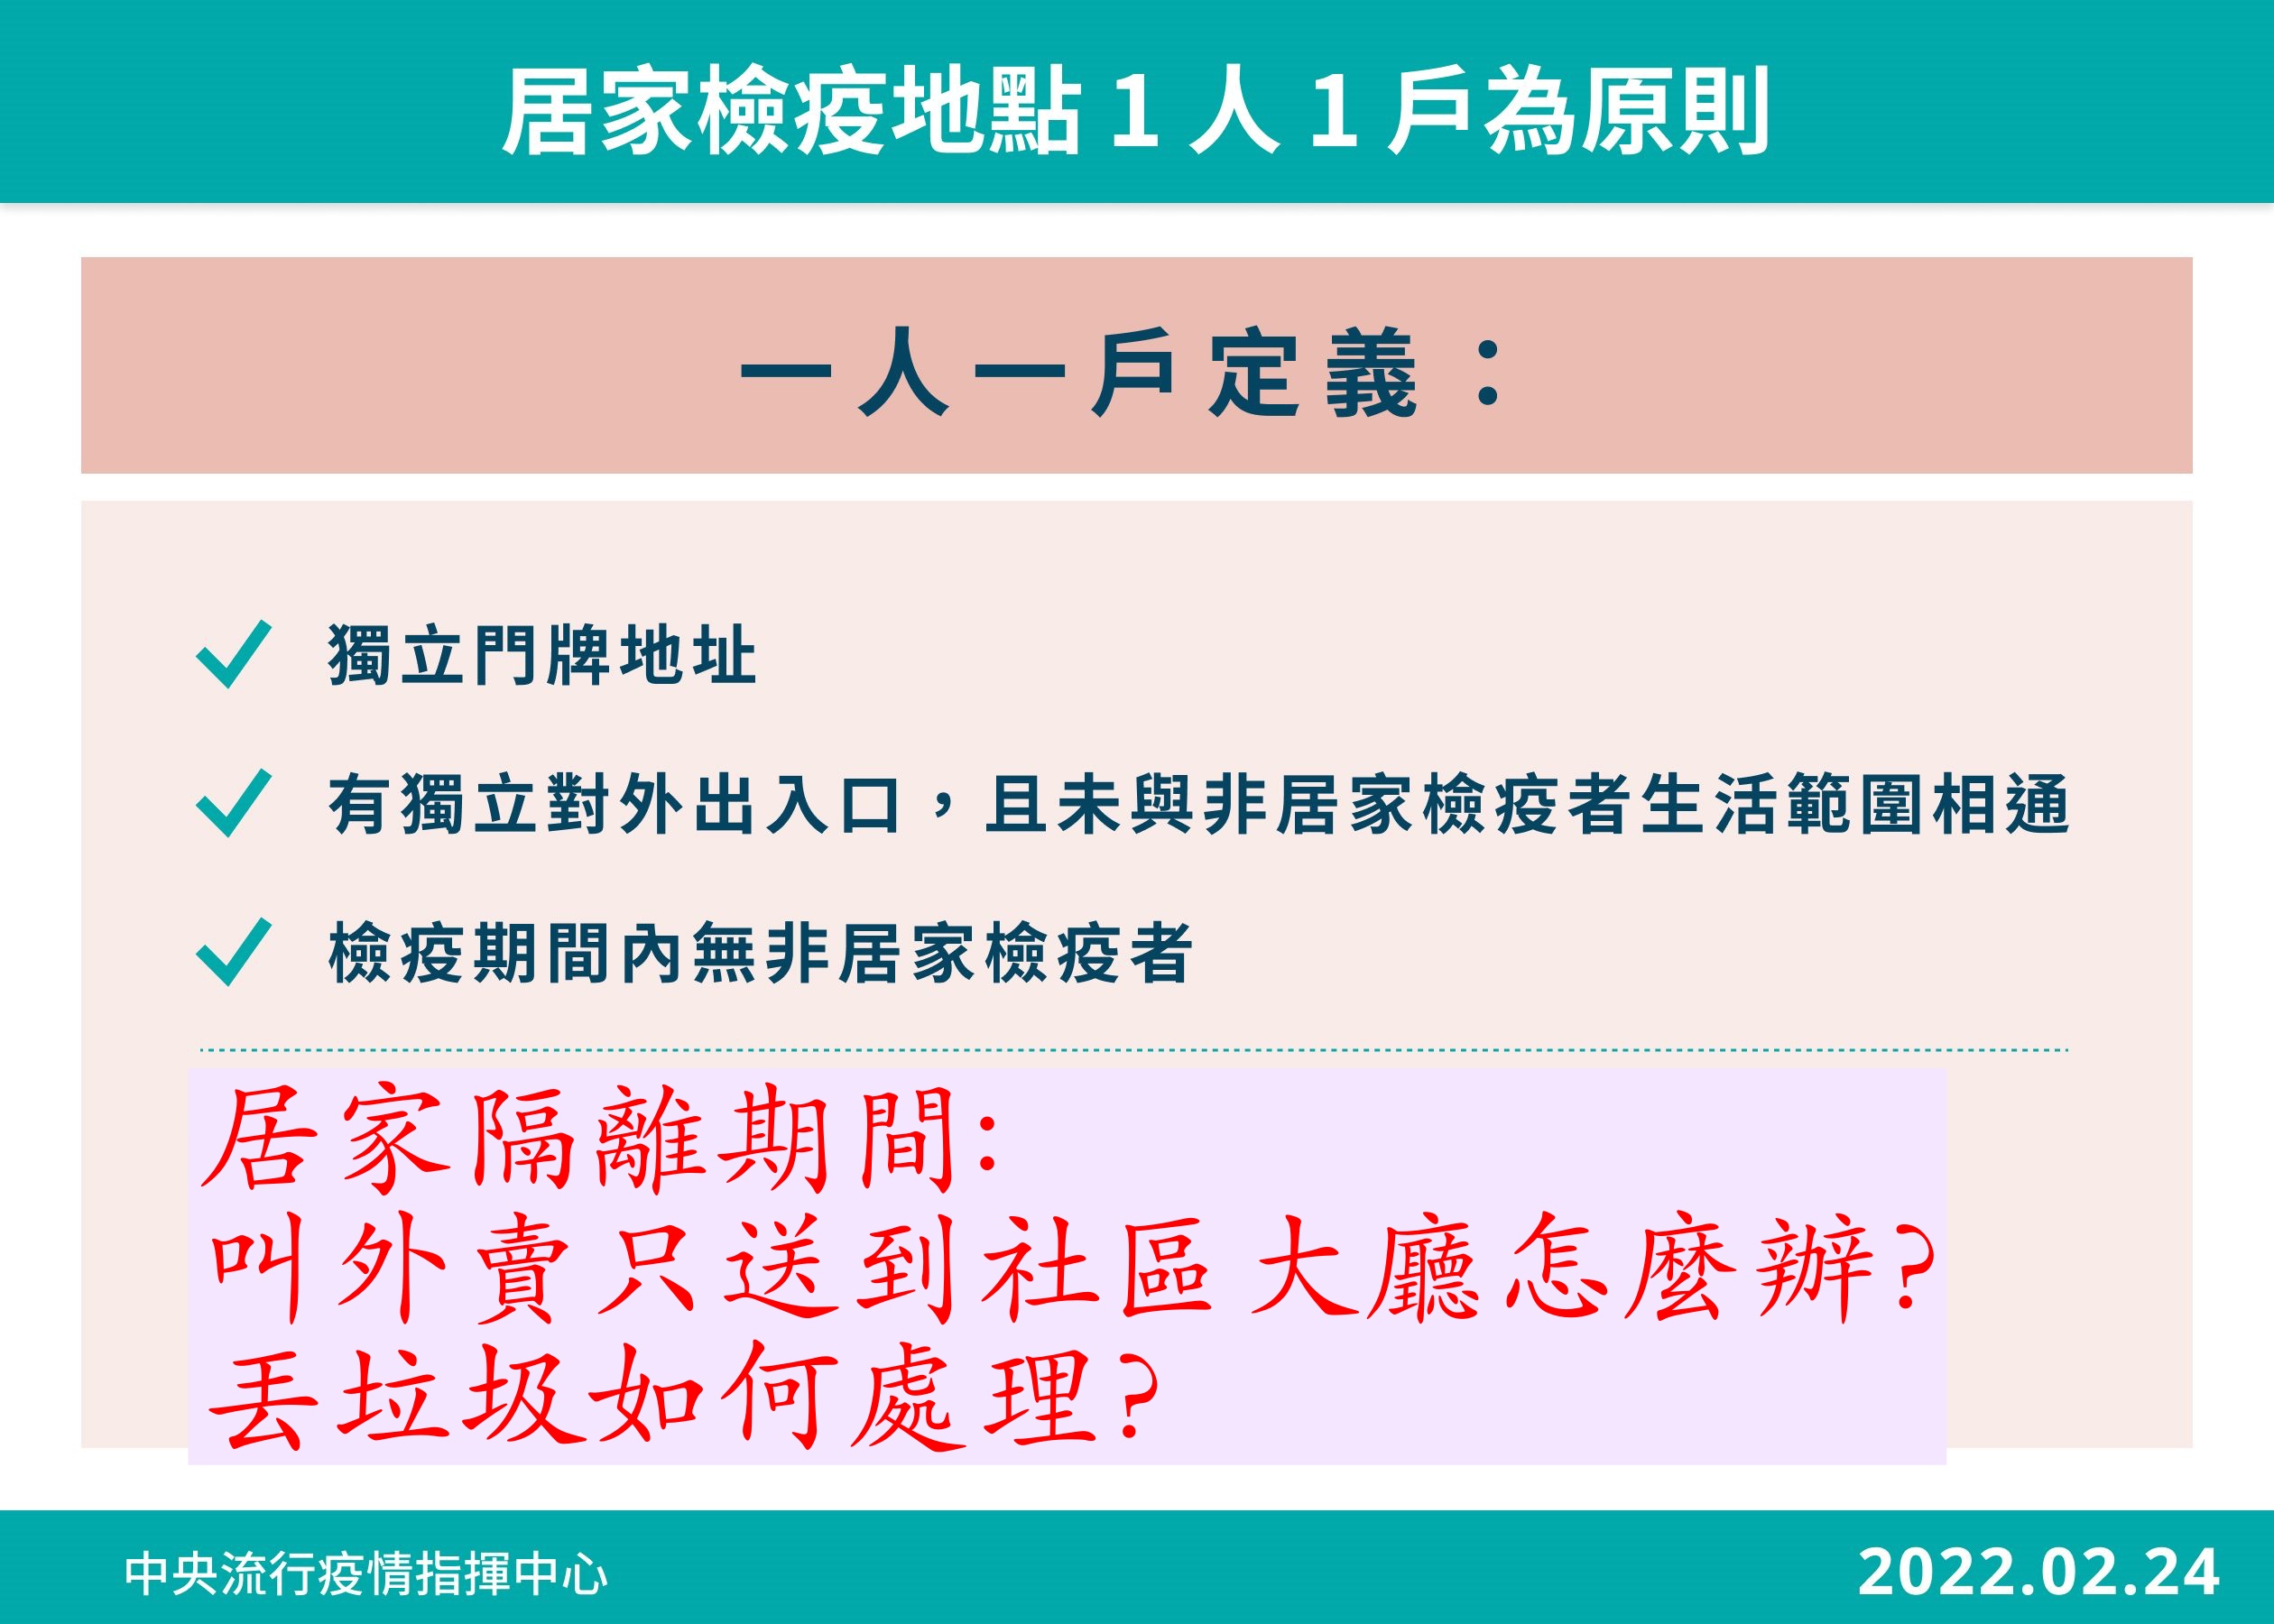 居家檢疫地點 1 人 1 戶為原則
一人一戶定義：
獨立門牌地址
有獨立對外出入口，且未與非居家檢疫者生活範圍相通
檢疫期間內無非居家檢疫者
居家隔離期間:
叫外賣只送到社區大廳怎麼辦?
丟垃圾如何處理?
中央流行疫情指揮中心
2022.02.24